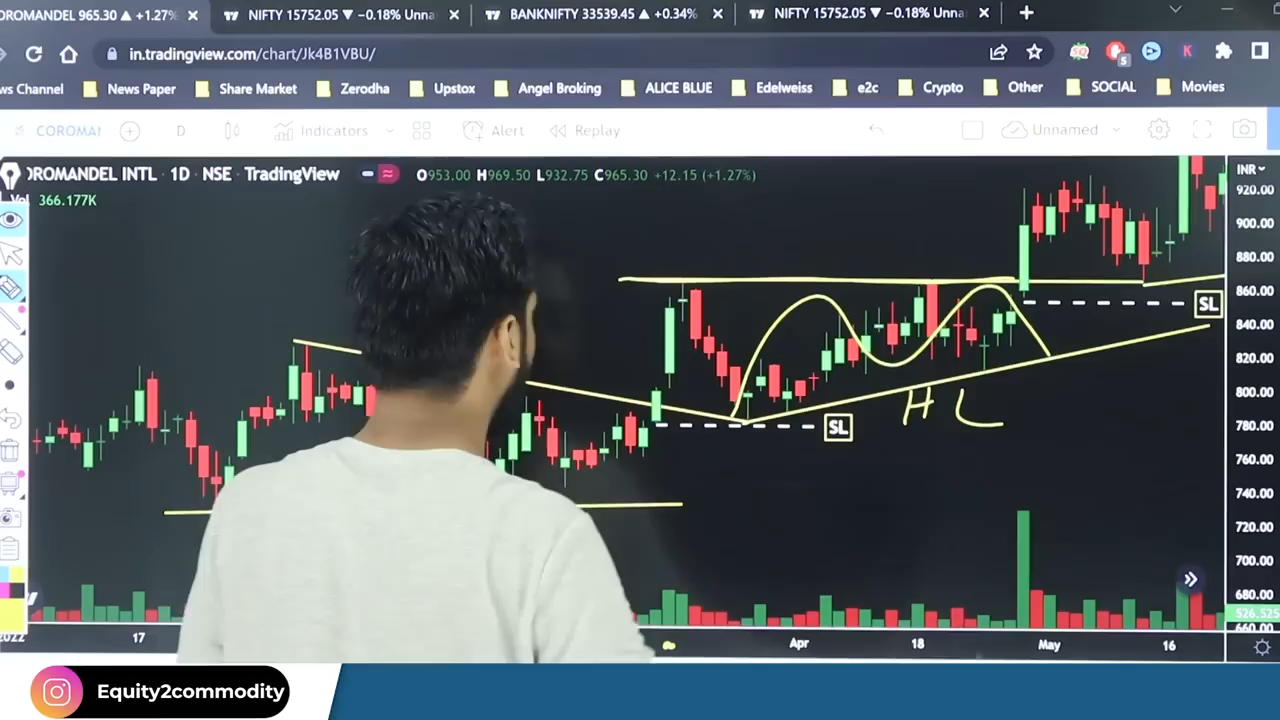 960.30 ▲ +1.27%
NIFTY 15752.05 ▼ −0.18% Unna
BANKNIFTY 33539.45 ▲ +0.34%
NIFTY 15752.05 ▼ −0.18% Unna
in.tradingview.com/chart/Jk4B1VBU/
ws Channel
News Paper
Share Market
Zerodha
Upstox
Angel Broking
ALICE BLUE
Edelweiss
e2c
Crypto
Other
SOCIAL
Movies
COROMAN
D
Indicators
Alert
Replay
Unnamed
OROMANDEL INTL · 1D · NSE · TradingView
O953.00 H969.50 L932.75 C965.30 +12.15 (+1.27%)
INR
Vol 366.177K
920.00
900.00
880.00
860.00
SL
840.00
820.00
800.00
H L
SL
780.00
760.00
740.00
720.00
700.00
680.00
526.525
660.00
2022
17
Apr
18
May
16
Equity2commodity